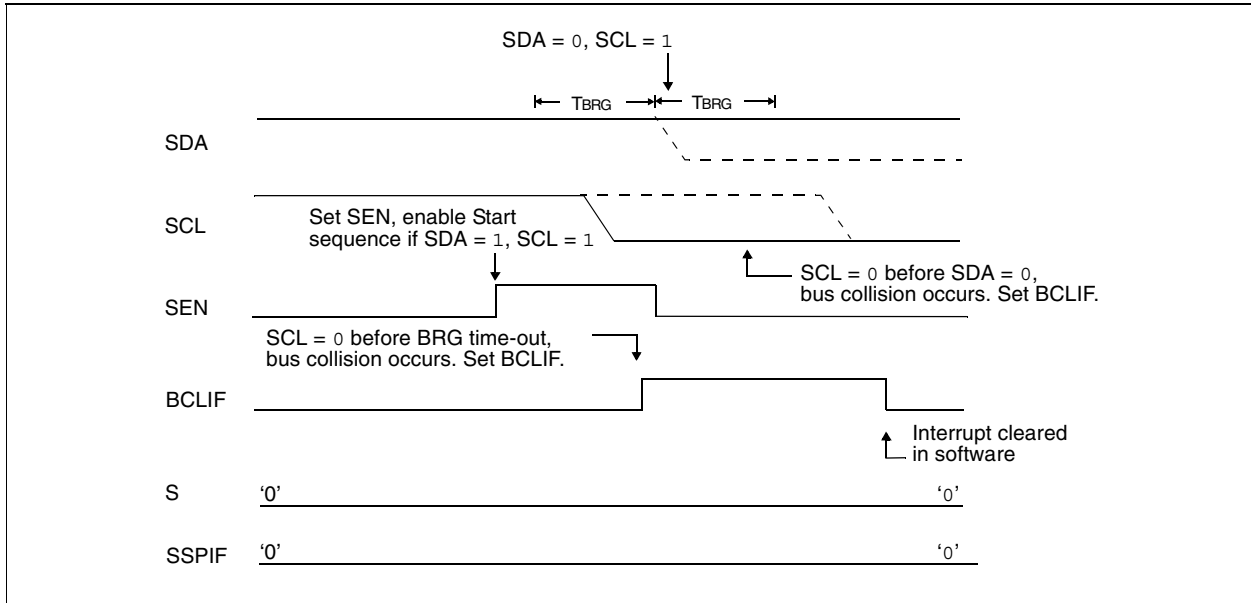 SDA = 0, SCL = 1
TBRG TBRG
SDA
SCL
Set SEN, enable Start
sequence if SDA = 1, SCL = 1
SCL = 0 before SDA = 0,
bus collision occurs. Set BCLIF.
SEN
SCL = 0 before BRG time-out,
bus collision occurs. Set BCLIF.
BCLIF
Interrupt cleared
in software
S ‘0’ ‘0’
SSPIF ‘0’ ‘0’